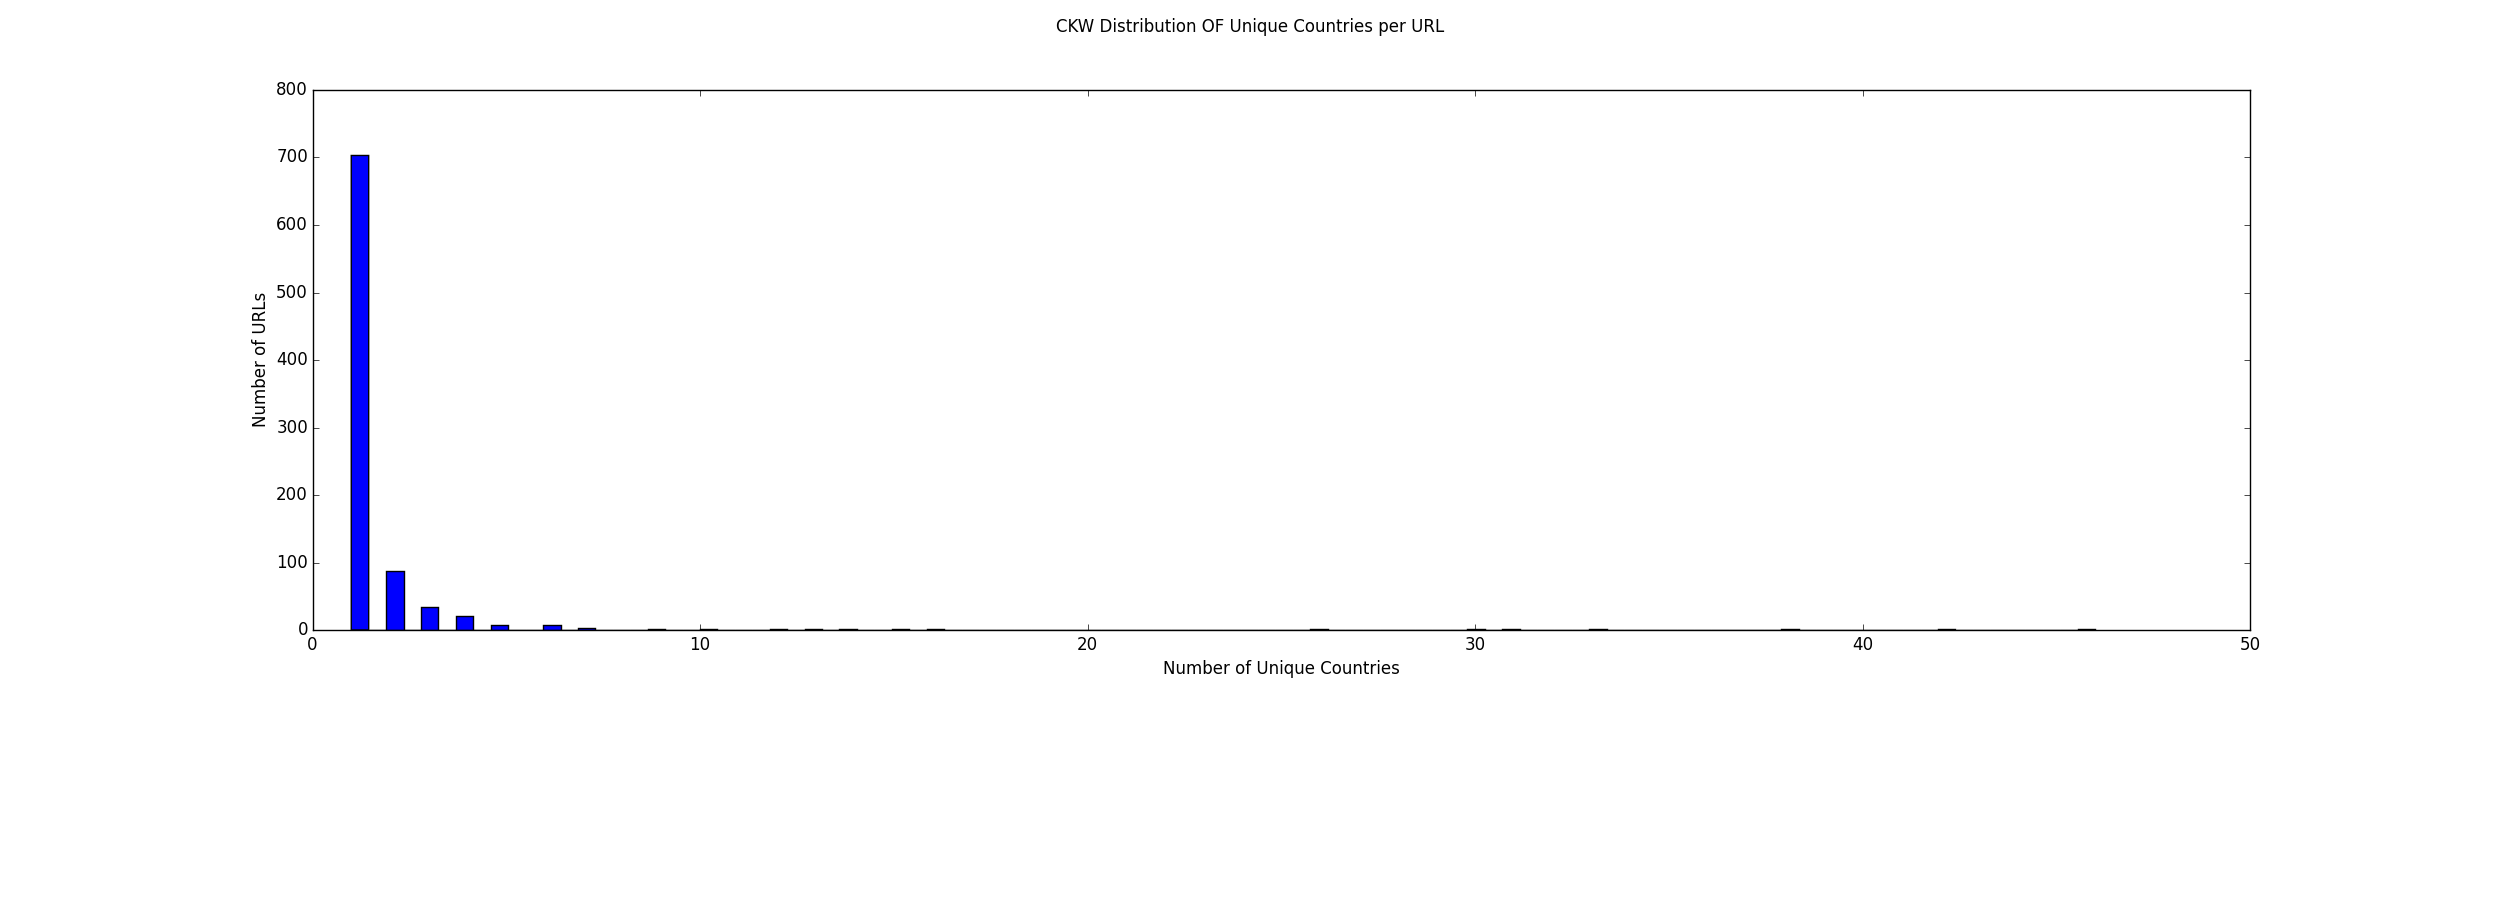 CKW Distribution OF Unique Countries per URL
800
700
600
500
400
300
200
100
0
Number of URLs
0 10 20 30 40 50
Number of Unique Countries